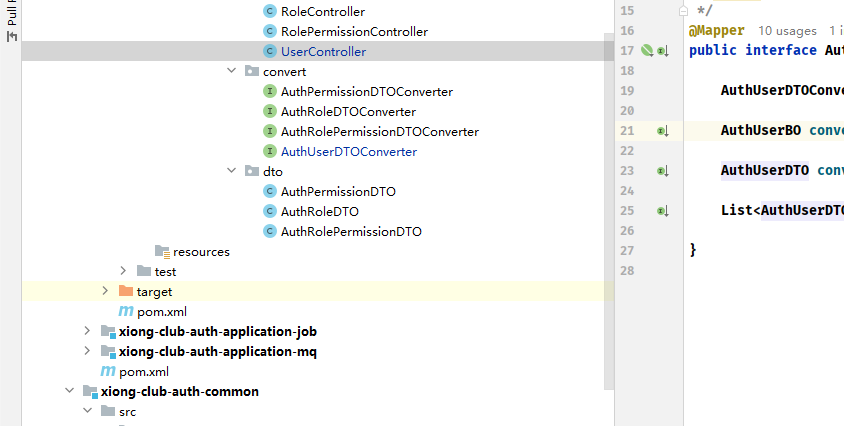 Pull R
RoleController
RolePermissionController
UserController
convert
AuthPermissionDTOConverter
AuthRoleDTOConverter
AuthRolePermissionDTOConverter
AuthUserDTOConverter
dto
AuthPermissionDTO
AuthRoleDTO
AuthRolePermissionDTO
resources
test
target
pom.xml
xiong-club-auth-application-job
xiong-club-auth-application-mq
pom.xml
xiong-club-auth-common
src
15 */
16 @Mapper 10 usages 1 i
17 public interface Aut
18
19 AuthUserDTOConve
20
21 AuthUserBO conve
22
23 AuthUserDTO conv
24
25 List<AuthUserDTO
26
27 }
28